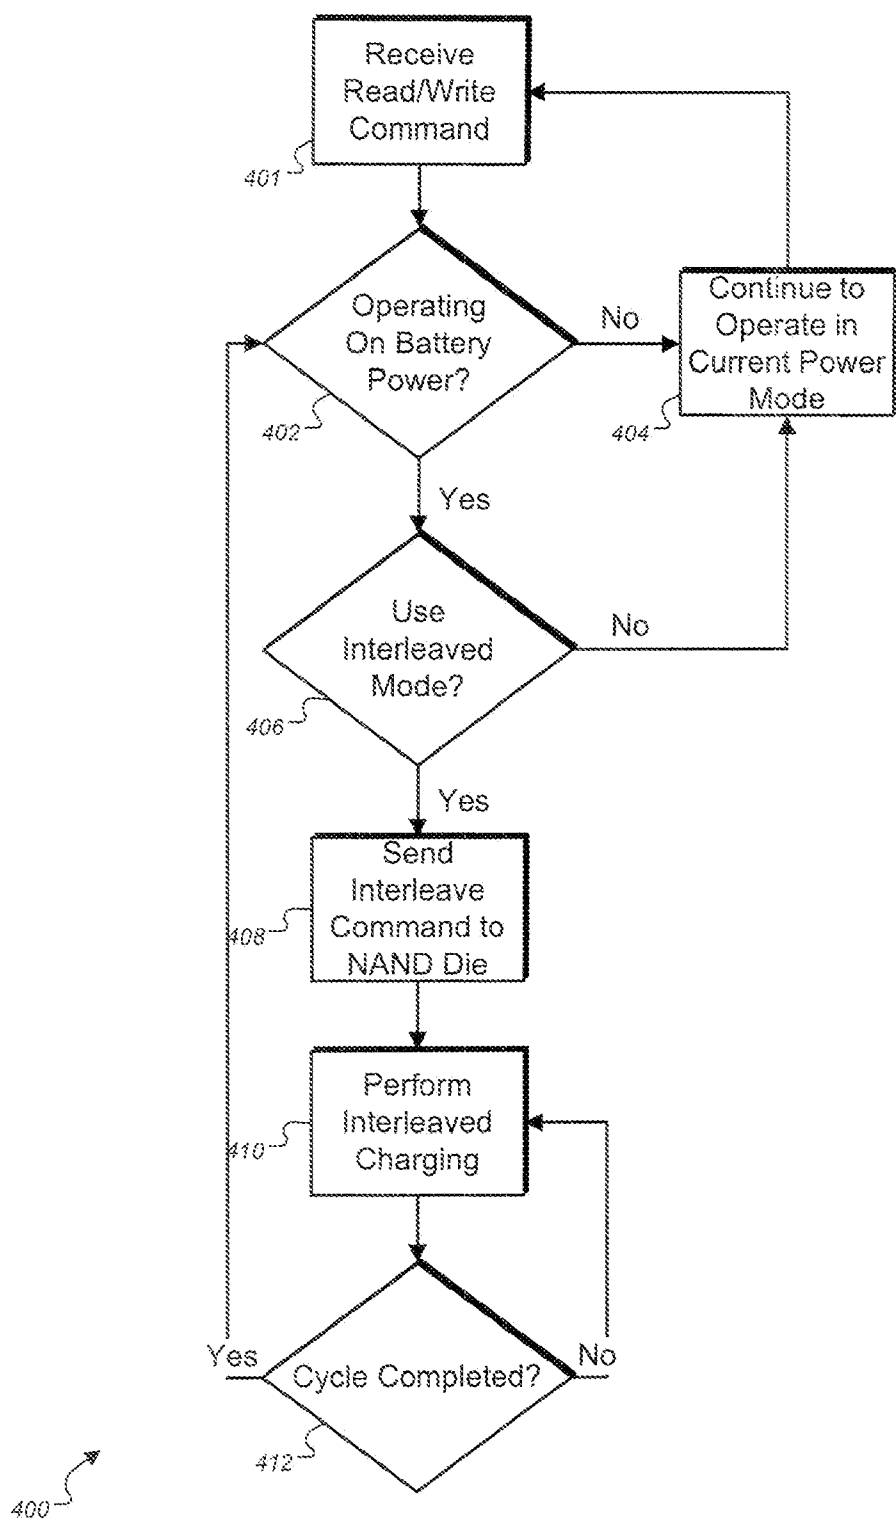 Receive
Read/Write
Command
401
Operating
On Battery
Power?
402
No
Continue to
Operate in
Current Power
Mode
404
Yes
Use
Interleaved
Mode?
406
No
Yes
Send
Interleave
Command to
NAND Die
408
Perform
Interleaved
Charging
410
Yes
Cycle Completed?
No
412
400